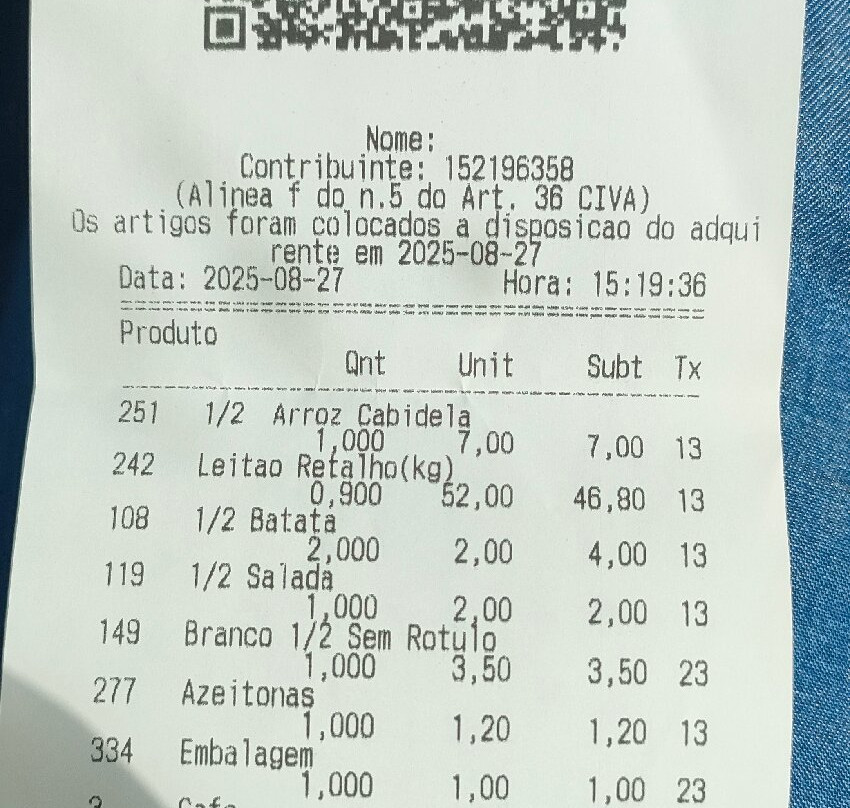 Nome:
Contribuinte: 152196358
(Alinea f do n.5 do Art. 36 CIVA)
Os artigos foram colocados a disposicao do adqui
rente em 2025-08-27
Data: 2025-08-27 Hora: 15:19:36
Produto
Qnt Unit Subt Tx
251 1/2 Arroz Cabidela
1,000 7,00 7,00 13
242 Leitao Retalho(kg)
0,900 52,00 46,80 13
108 1/2 Batata
2,000 2,00 4,00 13
119 1/2 Salada
1,000 2,00 2,00 13
149 Branco 1/2 Sem Rotulo
1,000 3,50 3,50 23
277 Azeitonas
1,000 1,20 1,20 13
334 Embalagem
1,000 1,00 1,00 23